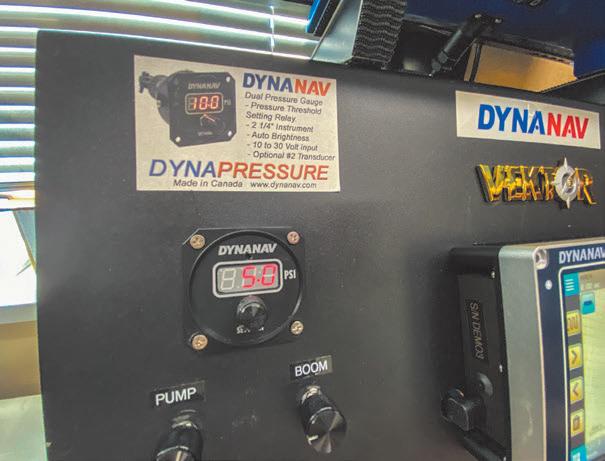 DYNANAV
100
PSI
DYNANAV
Dual Pressure Gauge
- Pressure Threshold
Setting Relay
- 2 1/4" Instrument
- Auto Brightness
- 10 to 30 Volt input
- Optional #2 Transducer
DYNAPRESSURE
Made in Canada www.dynanav.com
DYNANAV
VEKTOR
DYNANAV
5.0 PSI
PUMP
BOOM
DYNANAV
S/N DEMO3